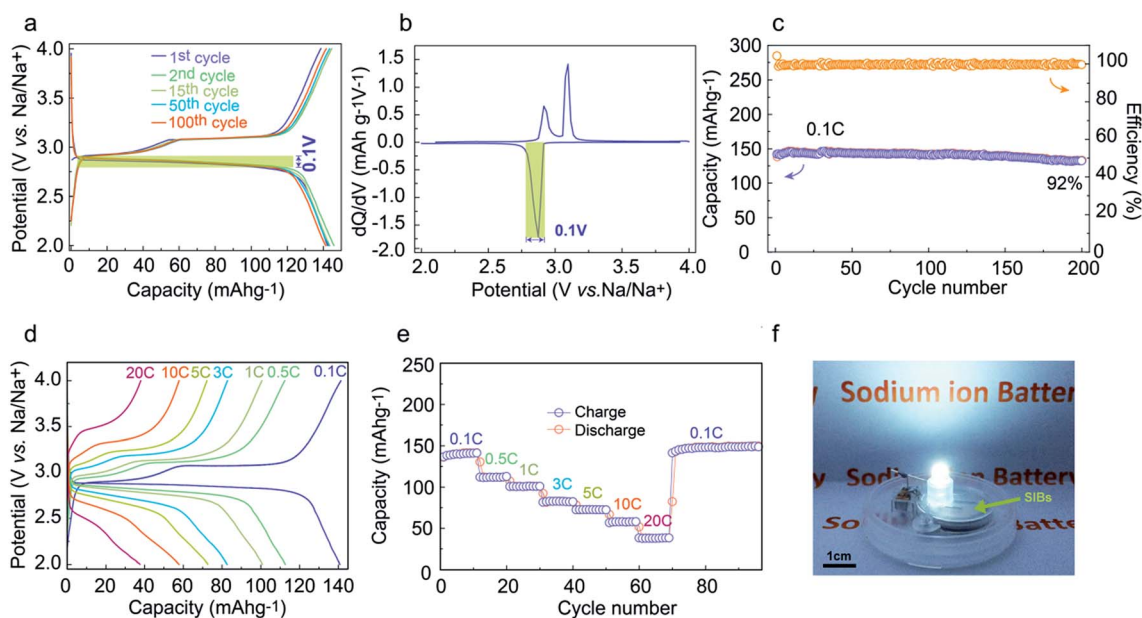 a
4.0
3.5
3.0
2.5
2.0
Potential (V vs. Na/Na+)
1st cycle
2nd cycle
15th cycle
50th cycle
100th cycle
0.1V
0 20 40 60 80 100 120 140
Capacity (mAhg-1)
b
1.5
1.0
0.5
0.0
-0.5
-1.0
-1.5
-2.0
dQ/dV (mAh g-1V-1)
0.1V
2.0 2.5 3.0 3.5 4.0
Potential (V vs.Na/Na+)
c
300
250
200
150
100
50
0
Capacity (mAhg-1)
0.1C
92%
100
80
60
40
20
0
Efficiency (%)
0 50 100 150 200
Cycle number
d
4.0
3.5
3.0
2.5
2.0
Potential (V vs. Na/Na+)
20C 10C 5C 3C 1C 0.5C 0.1C
0 20 40 60 80 100 120 140
Capacity (mAhg-1)
e
250
200
150
100
50
0
Capacity (mAhg-1)
Charge
Discharge
0.1C 0.5C 1C 3C 5C 10C 20C 0.1C
0 20 40 60 80
Cycle number
f
y Sodium ion Battery
ion Battery
Sod
SIBs
1cm